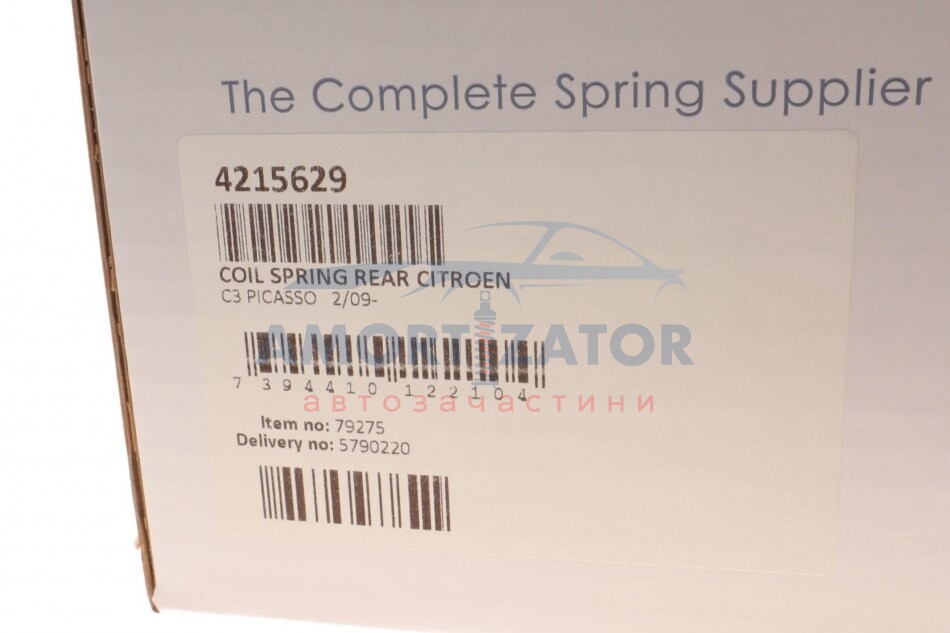 The Complete Spring Supplier
4215629
COIL SPRING REAR CITROEN
C3 PICASSO 2/09-
AMORTIZATOR
7 394410 122104
автозачастини
Item no: 79275
Delivery no: 5790220